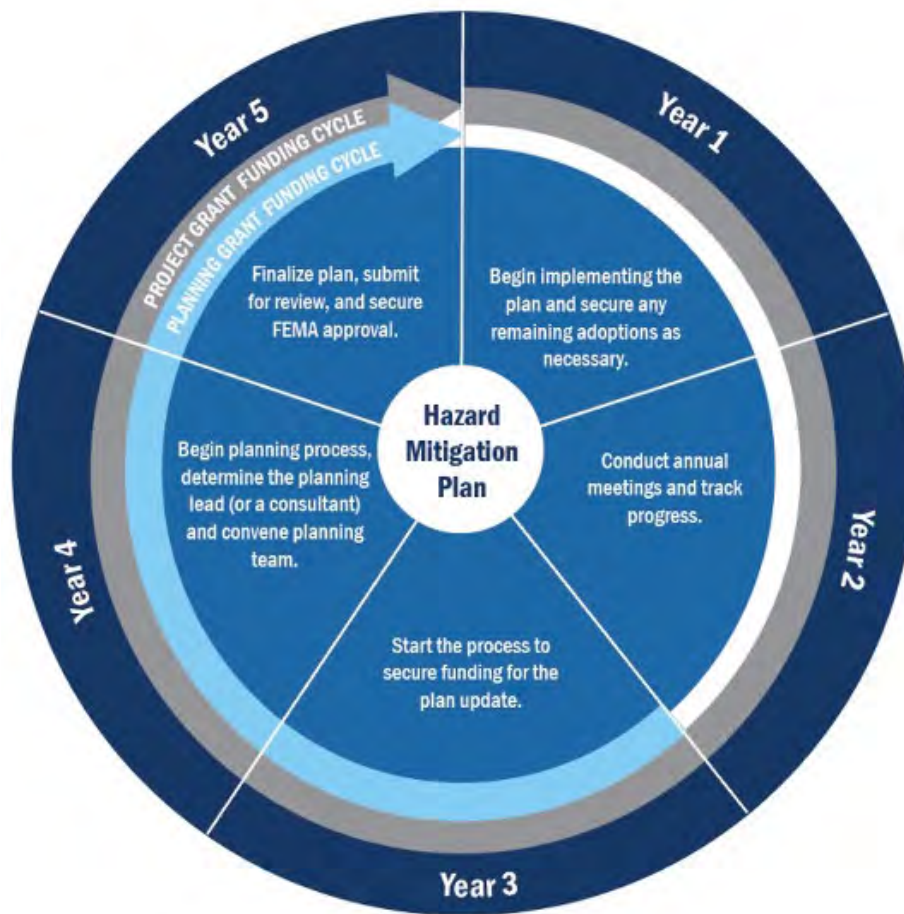 Year 1
Begin implementing the
plan and secure any
remaining adoptions as
necessary.
Year 2
Conduct annual
meetings and track
progress.
Year 3
Start the process to
secure funding for the
plan update.
Year 4
Begin planning process,
determine the planning
lead (or a consultant)
and convene planning
team.
Year 5
Finalize plan, submit
for review, and secure
FEMA approval.
PROJECT GRANT FUNDING CYCLE
PLANNING GRANT FUNDING CYCLE
Hazard
Mitigation
Plan